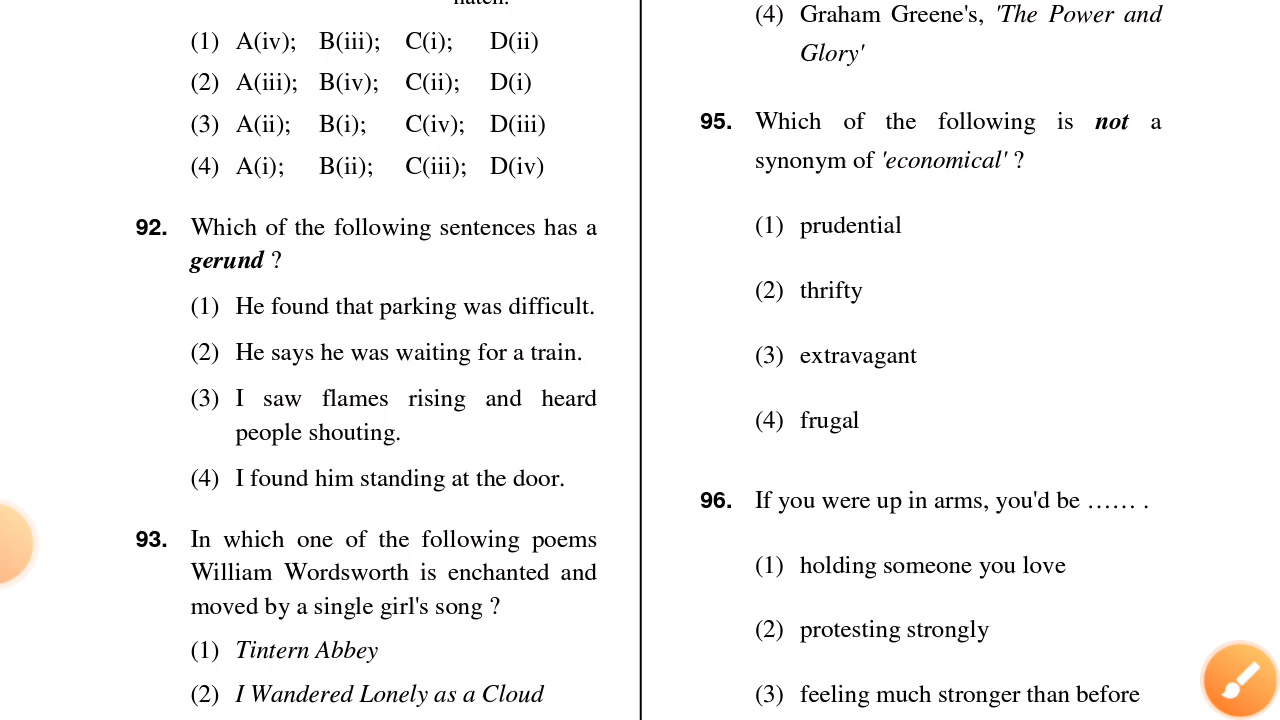 hatch.
(1) A(iv); B(iii); C(i); D(ii)
(2) A(iii); B(iv); C(ii); D(i)
(3) A(ii); B(i); C(iv); D(iii)
(4) A(i); B(ii); C(iii); D(iv)
92. Which of the following sentences has a
gerund ?
(1) He found that parking was difficult.
(2) He says he was waiting for a train.
(3) I saw flames rising and heard
people shouting.
(4) I found him standing at the door.
93. In which one of the following poems
William Wordsworth is enchanted and
moved by a single girl's song ?
(1) Tintern Abbey
(2) I Wandered Lonely as a Cloud
(4) Graham Greene's, 'The Power and
Glory'
95. Which of the following is not a
synonym of 'economical' ?
(1) prudential
(2) thrifty
(3) extravagant
(4) frugal
96. If you were up in arms, you'd be ...... .
(1) holding someone you love
(2) protesting strongly
(3) feeling much stronger than before